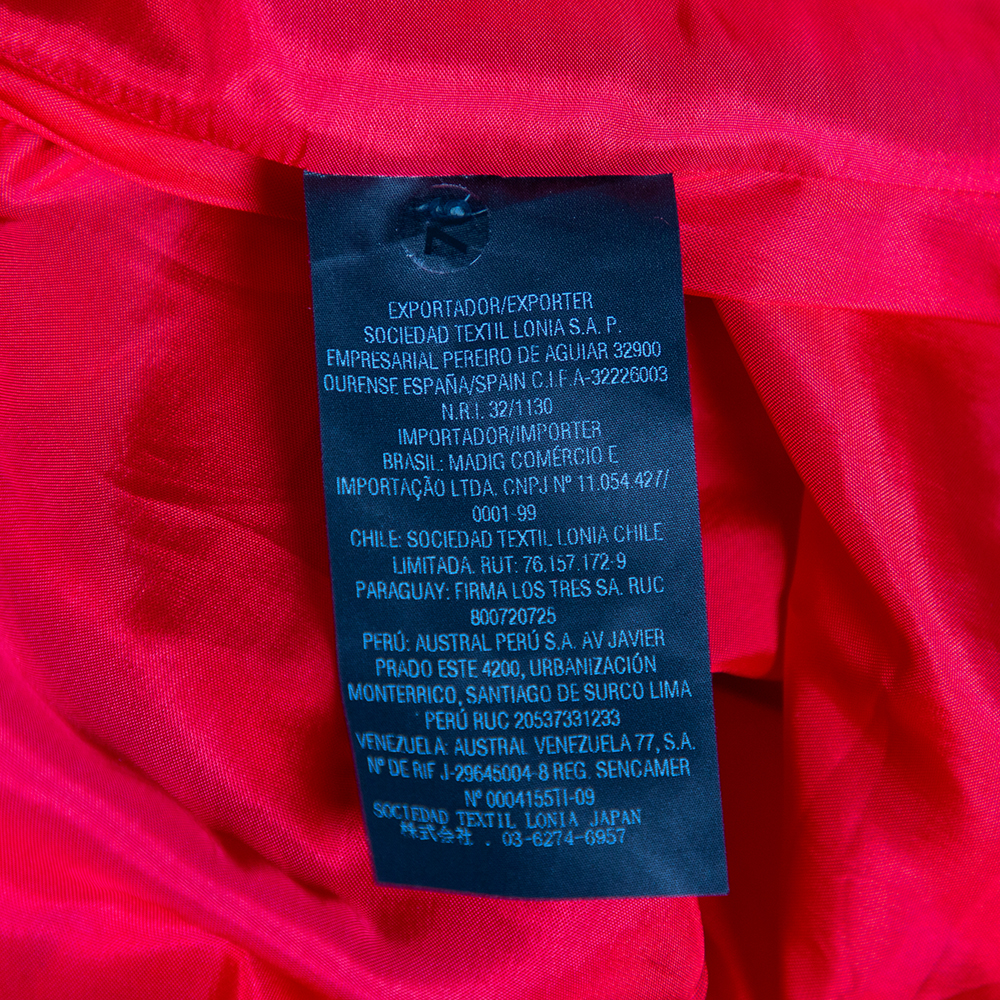 EXPORTADOR/EXPORTER
SOCIEDAD TEXTIL LONIA S.A. P.
EMPRESARIAL PEREIRO DE AGUIAR 32900
OURENSE ESPAÑA/SPAIN C.I.F A-32226003
N.R.I. 32/1130
IMPORTADOR/IMPORTER
BRASIL: MADIG COMÉRCIO E
IMPORTAÇÃO LTDA. CNPJ Nº 11.054.427/
0001-99
CHILE: SOCIEDAD TEXTIL LONIA CHILE
LIMITADA. RUT: 76.157.172-9
PARAGUAY: FIRMA LOS TRES SA. RUC
800720725
PERÚ: AUSTRAL PERÚ S.A. AV JAVIER
PRADO ESTE 4200, URBANIZACIÓN
MONTERRICO, SANTIAGO DE SURCO LIMA
PERÚ RUC 20537331233
VENEZUELA: AUSTRAL VENEZUELA 77, S.A.
Nº DE RIF J-29645004-8 REG. SENCAMER
Nº 0004155TI-09
SOCIEDAD TEXTIL LONIA JAPAN
株式会社 . 03-6274-6957